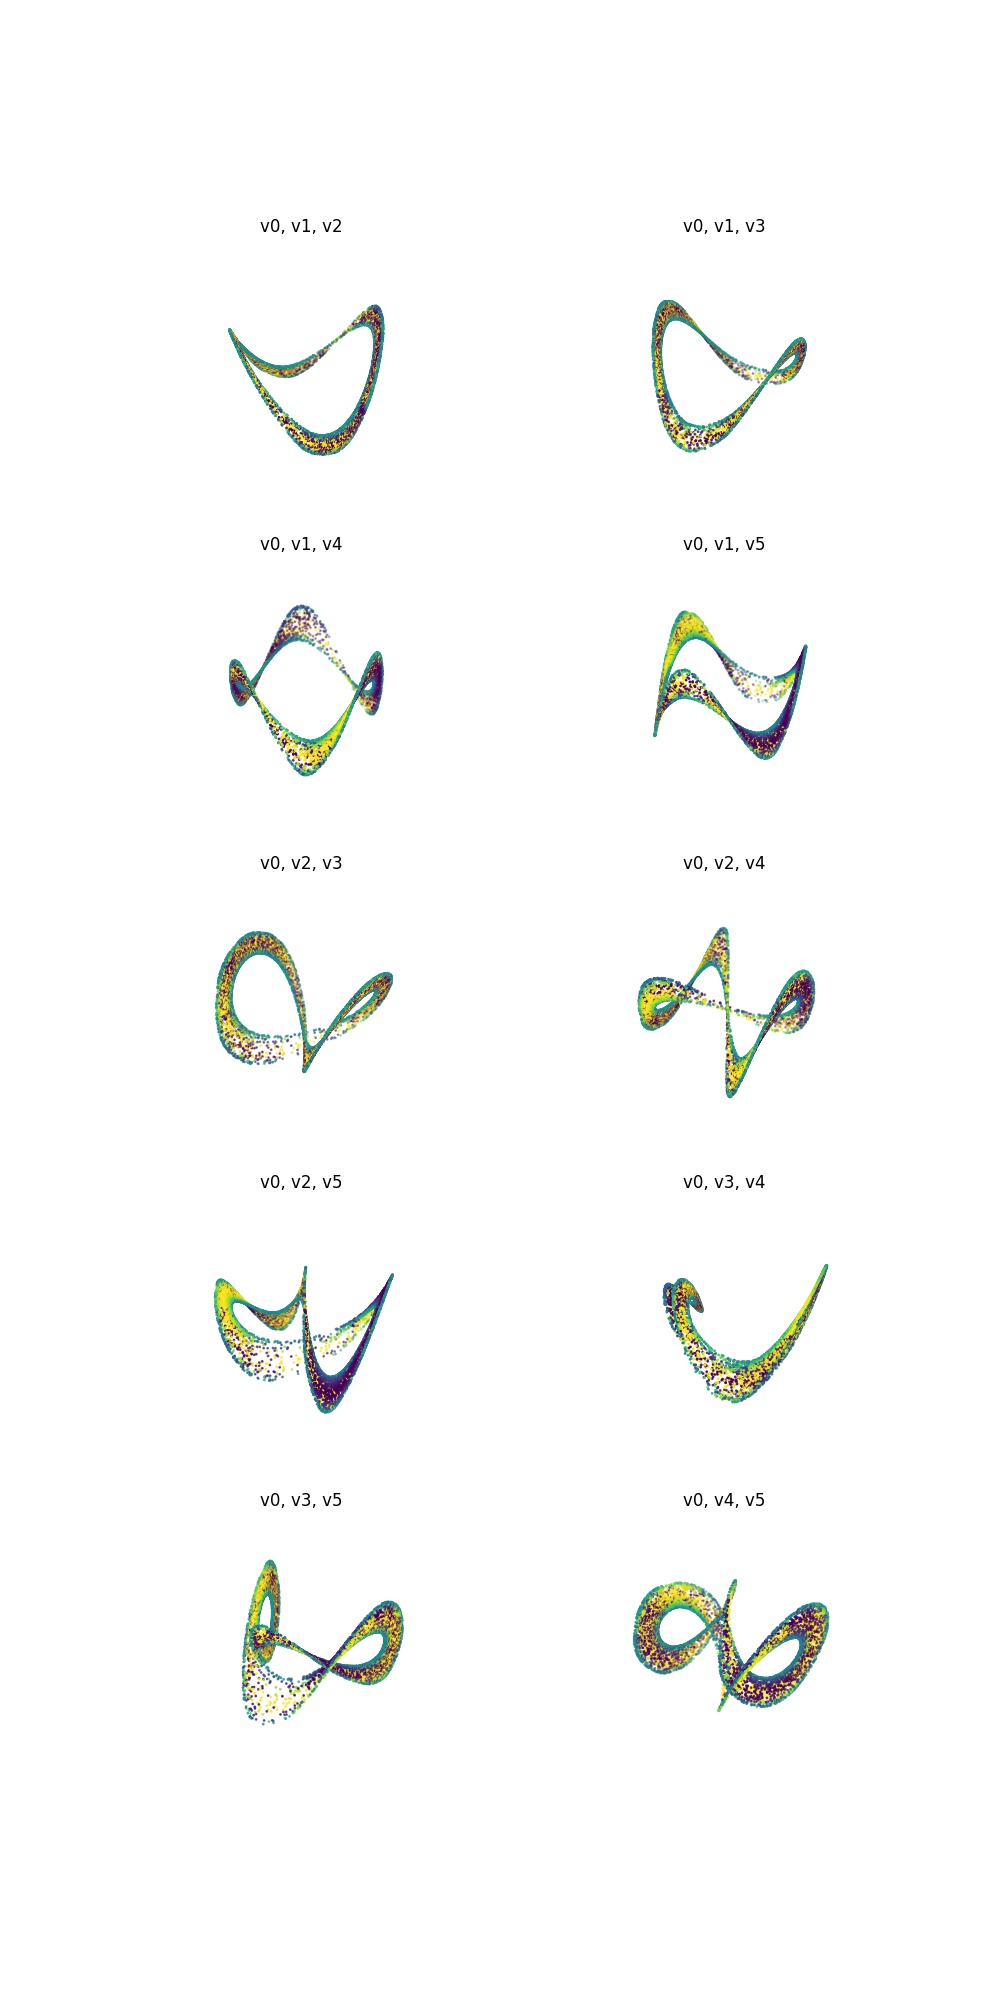 v0, v1, v2
v0, v1, v3
v0, v1, v4
v0, v1, v5
v0, v2, v3
v0, v2, v4
v0, v2, v5
v0, v3, v4
v0, v3, v5
v0, v4, v5